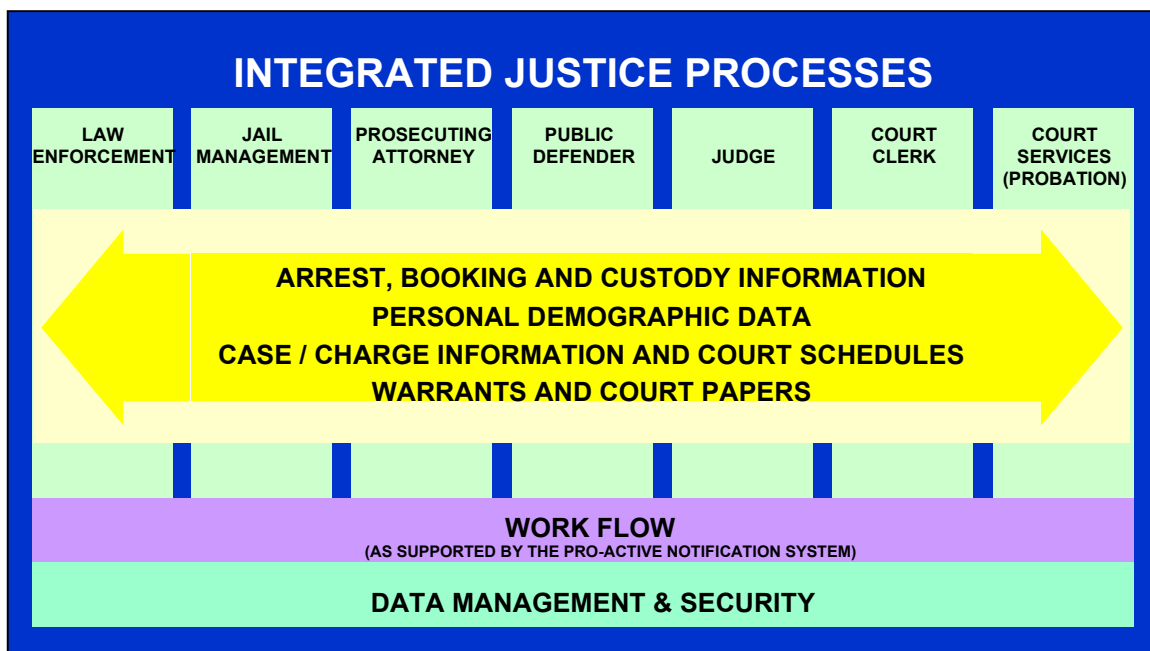 INTEGRATED JUSTICE PROCESSES
LAW
ENFORCEMENT
JAIL
MANAGEMENT
PROSECUTING
ATTORNEY
PUBLIC
DEFENDER
JUDGE
COURT
CLERK
COURT
SERVICES
(PROBATION)
ARREST, BOOKING AND CUSTODY INFORMATION
PERSONAL DEMOGRAPHIC DATA
CASE / CHARGE INFORMATION AND COURT SCHEDULES
WARRANTS AND COURT PAPERS
WORK FLOW
(AS SUPPORTED BY THE PRO-ACTIVE NOTIFICATION SYSTEM)
DATA MANAGEMENT & SECURITY